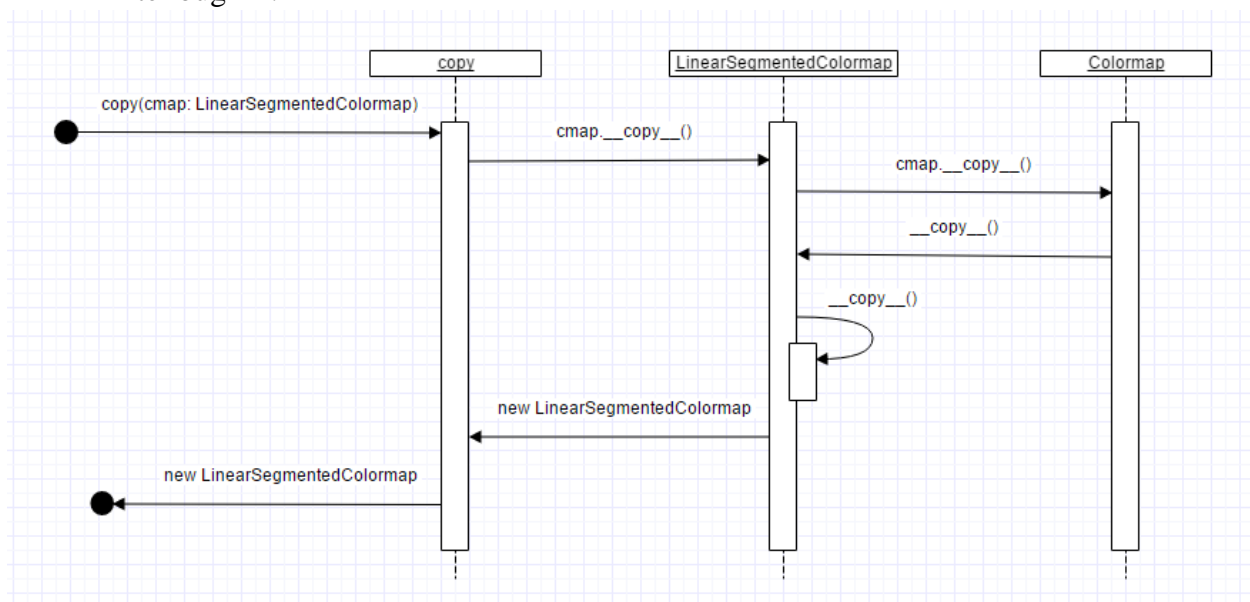 copy
LinearSegmentedColormap
Colormap
copy(cmap: LinearSegmentedColormap)
cmap.__copy__()
cmap.__copy__()
__copy__()
__copy__()
new LinearSegmentedColormap
new LinearSegmentedColormap